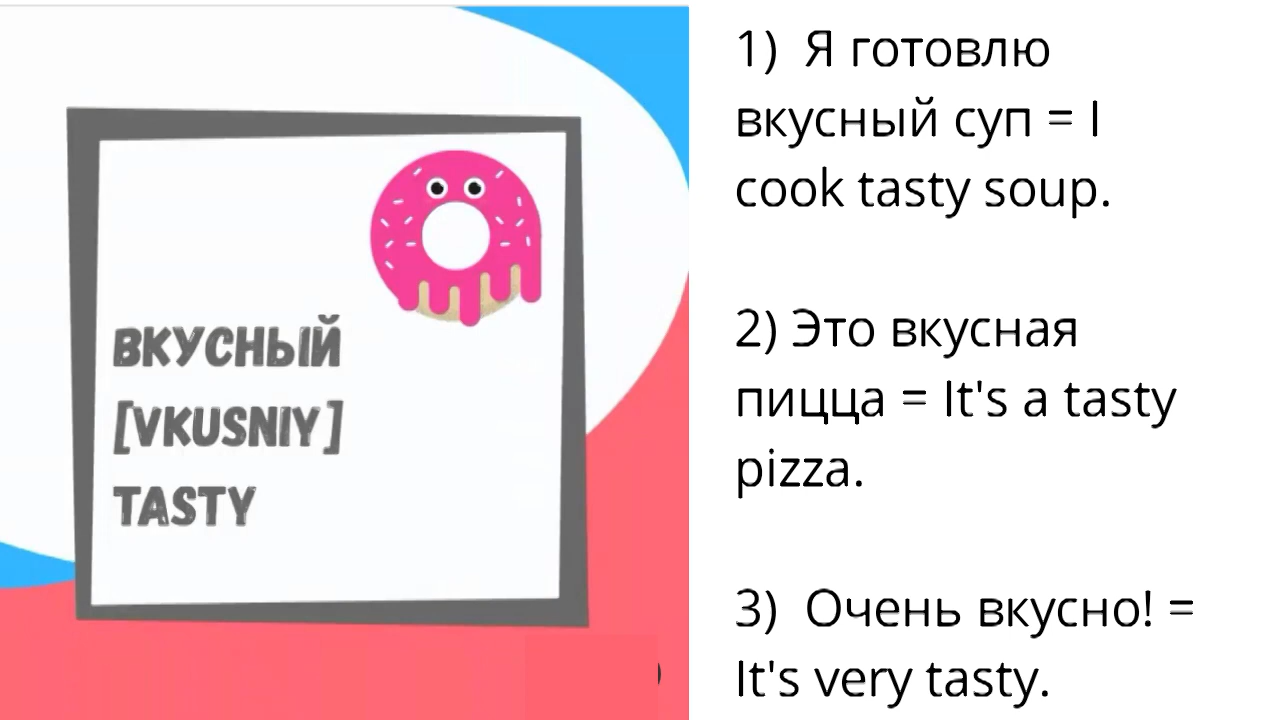 ВКУСНЫЙ
[VKUSNIY]
TASTY
1) Я готовлю
вкусный суп = I
cook tasty soup.
2) Это вкусная
пицца = It's a tasty
pizza.
3) Очень вкусно! =
It's very tasty.